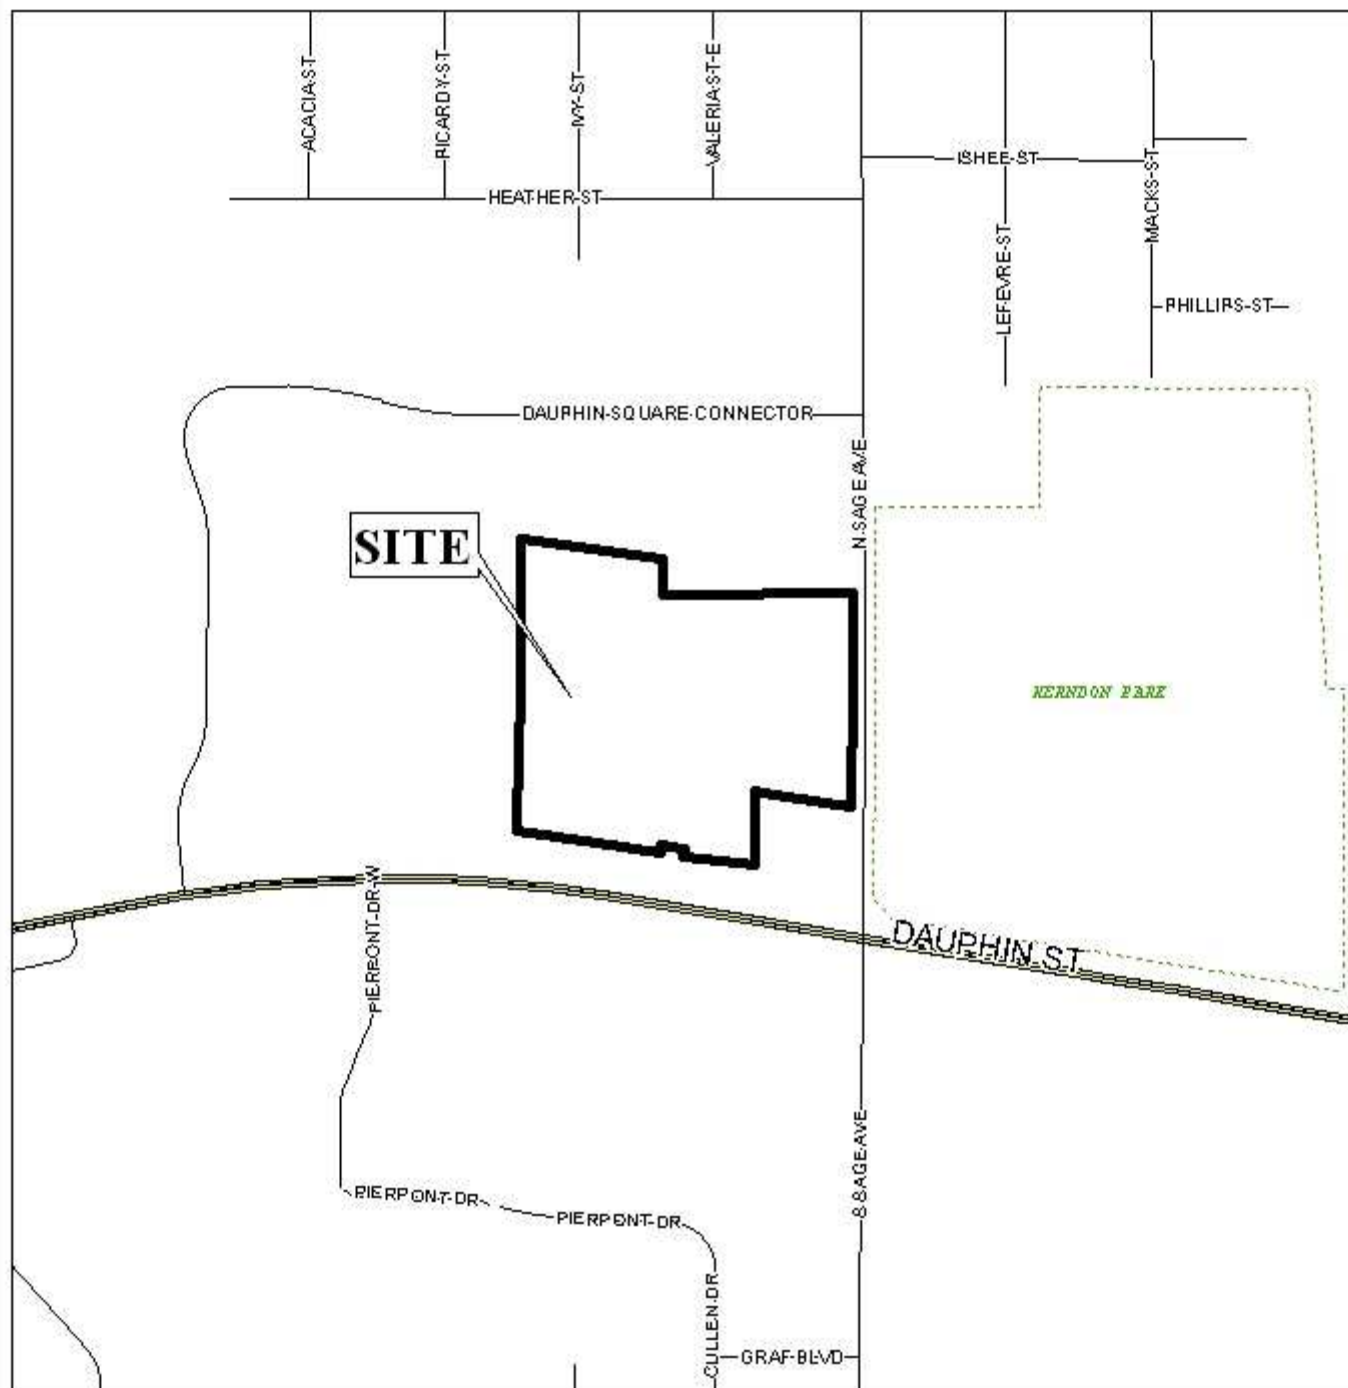 ACACIA ST
PICARDY ST
IVY ST
VALERIA ST E
ISHEE ST
MACKS ST
HEATHER ST
LEFEVRE ST
PHILLIPS ST
DAUPHIN SQUARE CONNECTOR
N SAGE AVE
SITE
HERNDON PARK
PIERPONT DR W
DAUPHIN ST
S SAGE AVE
PIERPONT DR
PIERPONT DR
CULLEN DR
GRAF BLVD